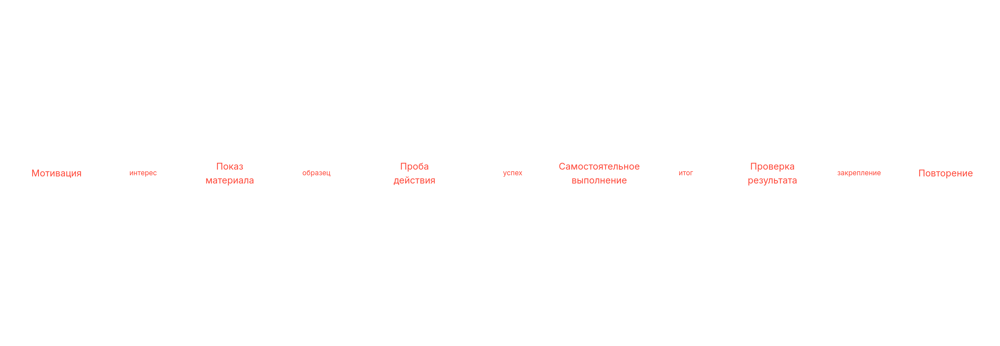 Мотивация
интерес
Показ
материала
образец
Проба
действия
успех
Самостоятельное
выполнение
итог
Проверка
результата
закрепление
Повторение